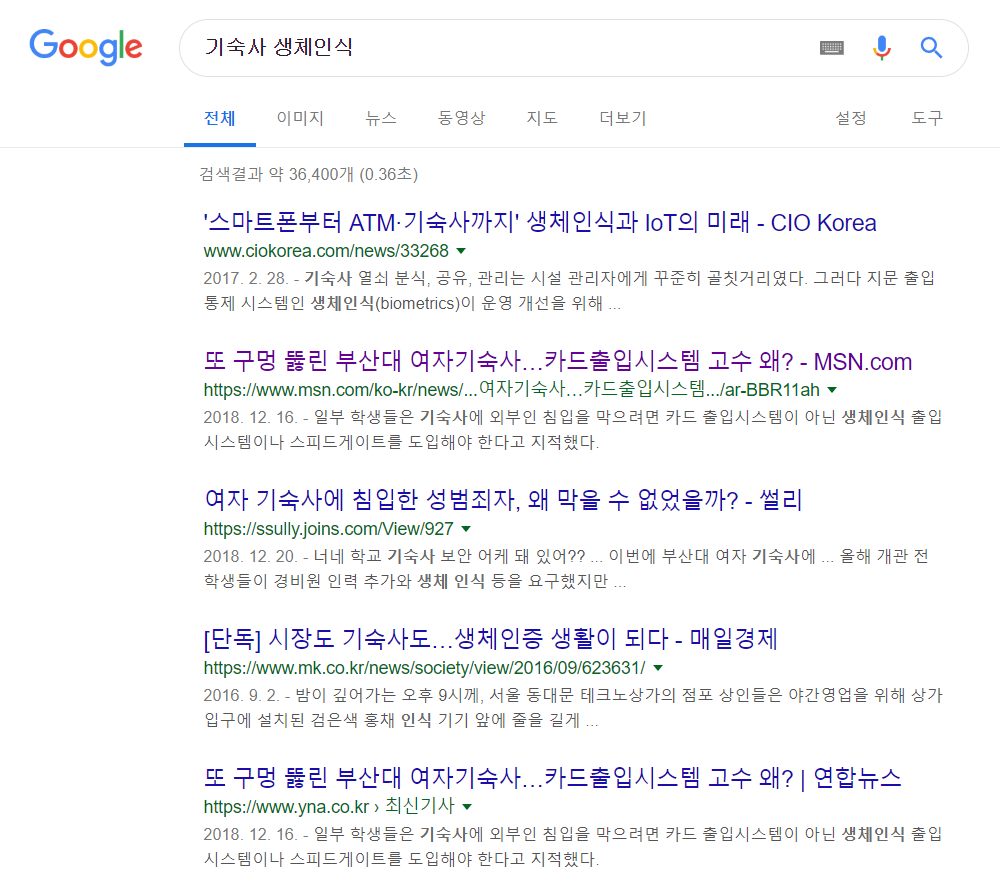 Google
기숙사 생체인식
전체 이미지 뉴스 동영상 지도 더보기 설정 도구
검색결과 약 36,400개 (0.36초)
'스마트폰부터 ATM·기숙사까지' 생체인식과 IoT의 미래 - CIO Korea
www.ciokorea.com/news/33268
2017. 2. 28. - 기숙사 열쇠 분식, 공유, 관리는 시설 관리자에게 꾸준히 골칫거리였다. 그러다 지문 출입
통제 시스템인 생체인식(biometrics)이 운영 개선을 위해 ...
또 구멍 뚫린 부산대 여자기숙사…카드출입시스템 고수 왜? - MSN.com
https://www.msn.com/ko-kr/news/...여자기숙사…카드출입시스템.../ar-BBR11ah
2018. 12. 16. - 일부 학생들은 기숙사에 외부인 침입을 막으려면 카드 출입시스템이 아닌 생체인식 출입
시스템이나 스피드게이트를 도입해야 한다고 지적했다.
여자 기숙사에 침입한 성범죄자, 왜 막을 수 없었을까? - 썰리
https://ssully.joins.com/View/927
2018. 12. 20. - 너네 학교 기숙사 보안 어케 돼 있어?? ... 이번에 부산대 여자 기숙사에 ... 올해 개관 전
학생들이 경비원 인력 추가와 생체 인식 등을 요구했지만 ...
[단독] 시장도 기숙사도…생체인증 생활이 되다 - 매일경제
https://www.mk.co.kr/news/society/view/2016/09/623631/
2016. 9. 2. - 밤이 깊어가는 오후 9시께, 서울 동대문 테크노상가의 점포 상인들은 야간영업을 위해 상가
입구에 설치된 검은색 홍채 인식 기기 앞에 줄을 길게 ...
또 구멍 뚫린 부산대 여자기숙사…카드출입시스템 고수 왜? | 연합뉴스
https://www.yna.co.kr › 최신기사
2018. 12. 16. - 일부 학생들은 기숙사에 외부인 침입을 막으려면 카드 출입시스템이 아닌 생체인식 출입
시스템이나 스피드게이트를 도입해야 한다고 지적했다.